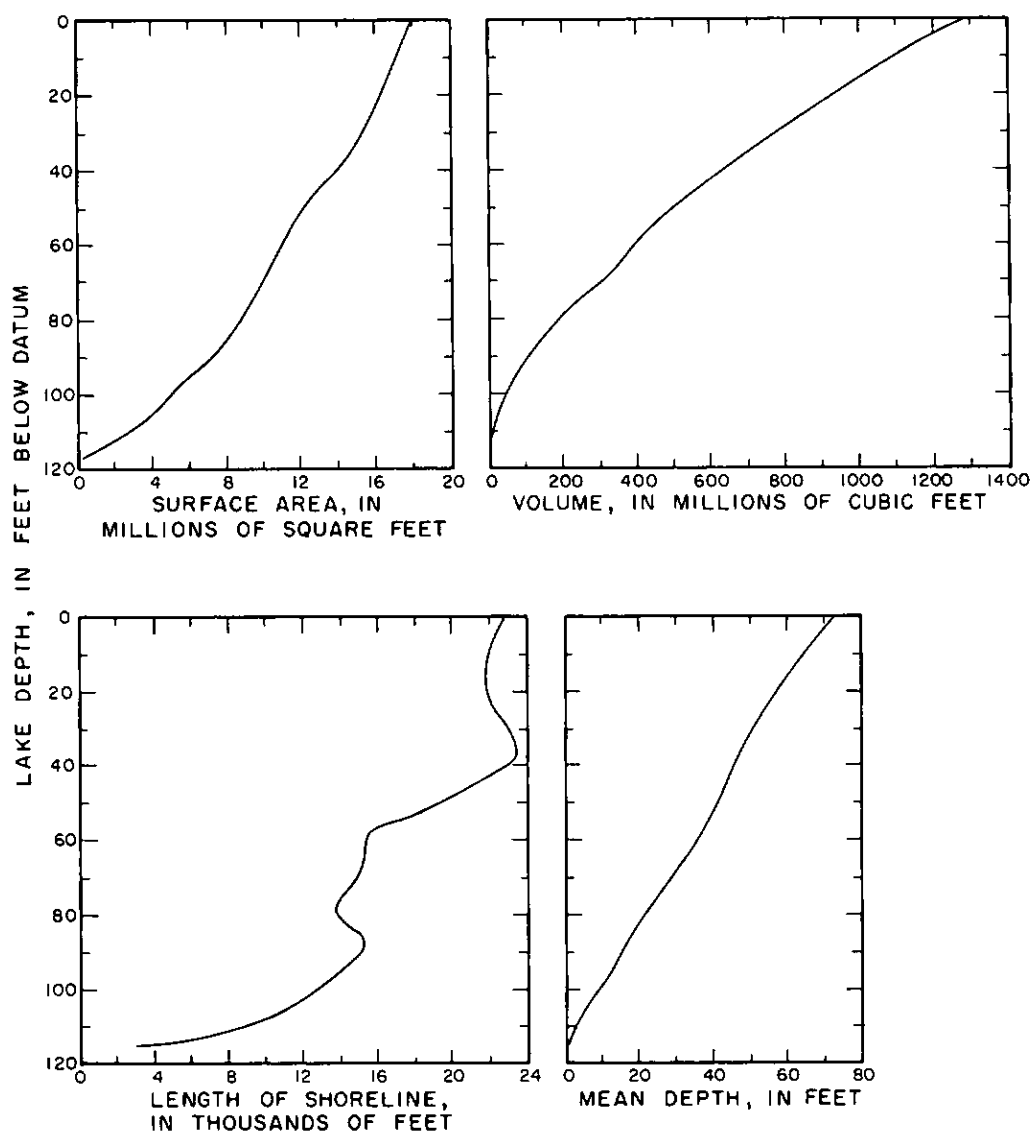 LAKE DEPTH, IN FEET BELOW DATUM
0
20
40
60
80
100
120
0 4 8 12 16 20
SURFACE AREA, IN
MILLIONS OF SQUARE FEET
0 200 400 600 800 1000 1200 1400
VOLUME, IN MILLIONS OF CUBIC FEET
0
20
40
60
80
100
120
0 4 8 12 16 20 24
LENGTH OF SHORELINE,
IN THOUSANDS OF FEET
0 20 40 60 80
MEAN DEPTH, IN FEET